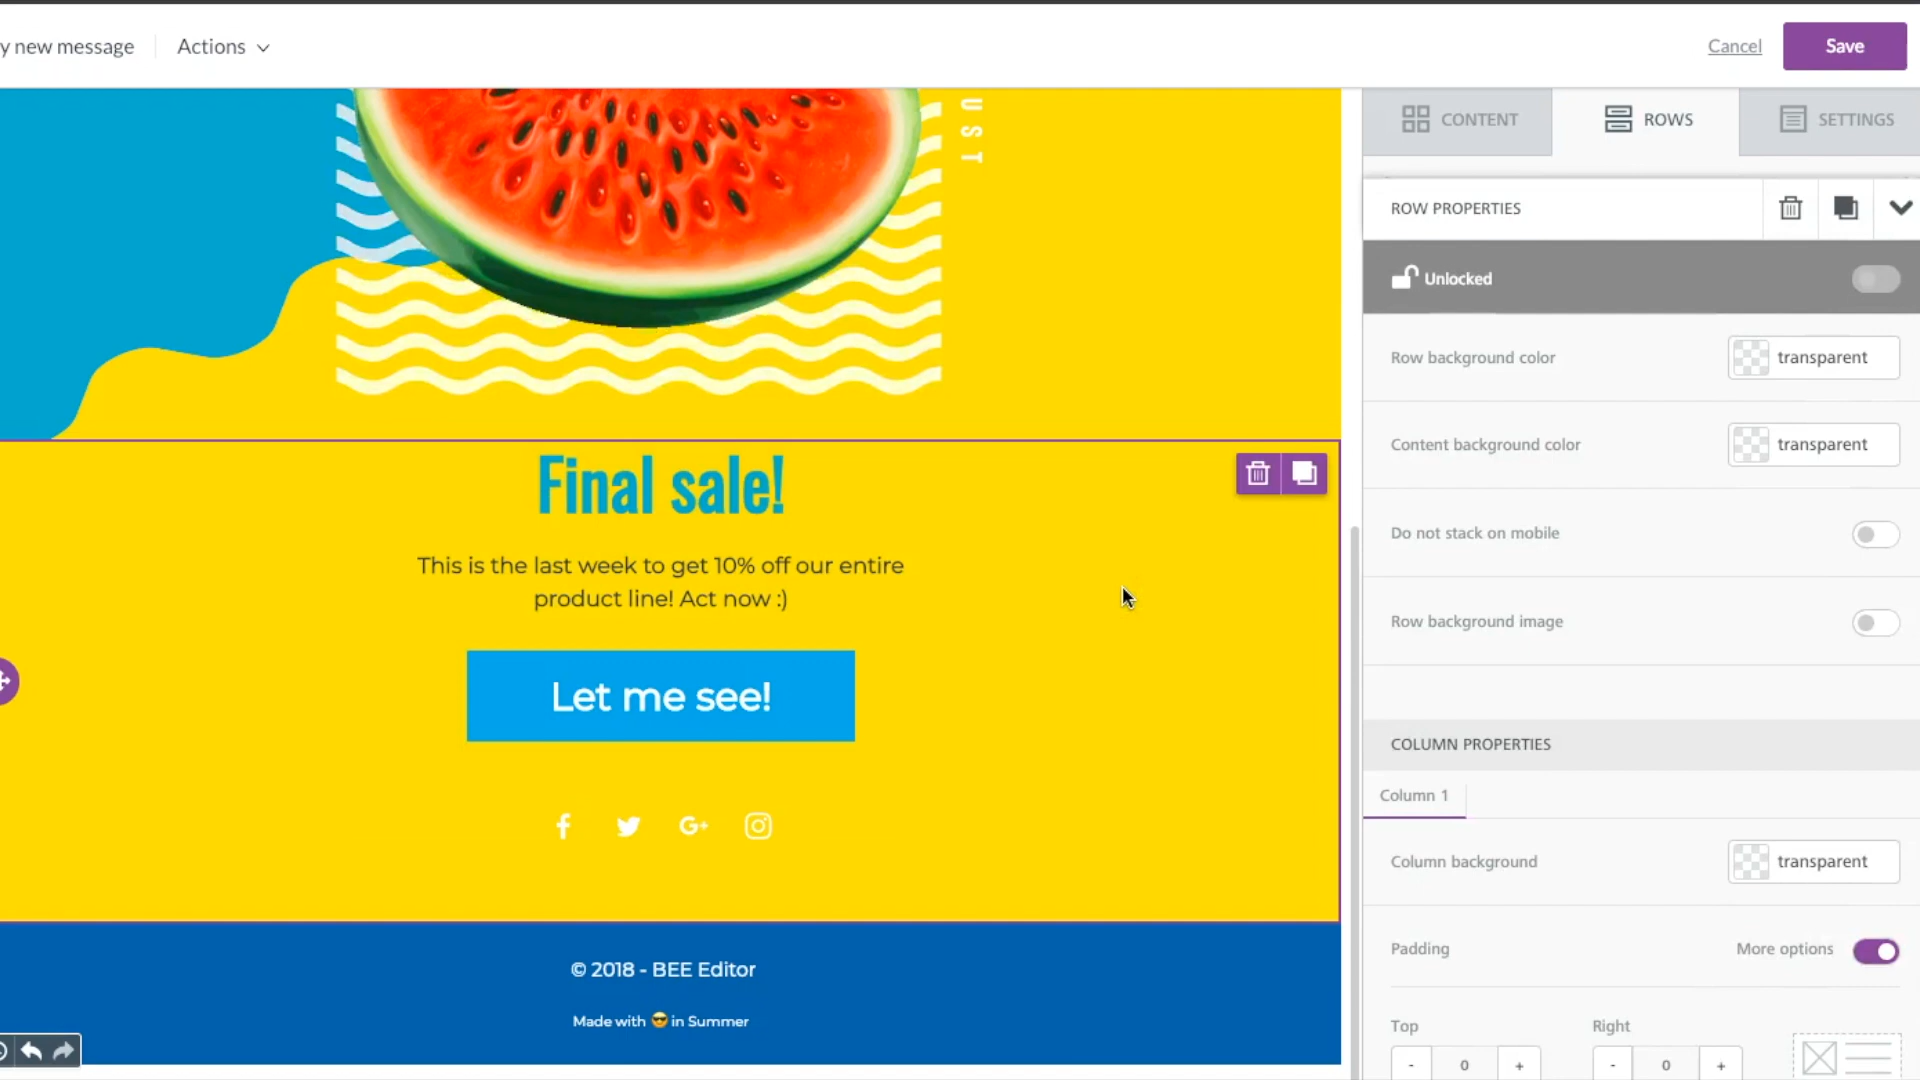 y new message
Actions
Cancel
Save
UST
CONTENT
ROWS
SETTINGS
ROW PROPERTIES
Unlocked
Row background color
transparent
Content background color
transparent
Do not stack on mobile
Row background image
COLUMN PROPERTIES
Column 1
Column background
transparent
Padding
More options
Top
Right
- 0 +
- 0 +
Final sale!
This is the last week to get 10% off our entire
product line! Act now :)
Let me see!
f
G+
© 2018 - BEE Editor
Made with 😎 in Summer